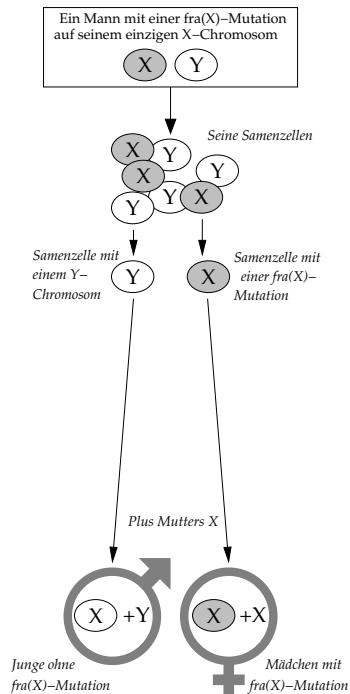 Ein Mann mit einer fra(X)–Mutation
auf seinem einzigen X–Chromosom
X Y
Seine Samenzellen
X Y
X Y
Y Y X
Samenzelle mit
einem Y–
Chromosom
Y
X
Samenzelle mit
einer fra(X)–
Mutation
Plus Mutters X
X +Y
X +X
Junge ohne
fra(X)–Mutation
Mädchen mit
fra(X)–Mutation